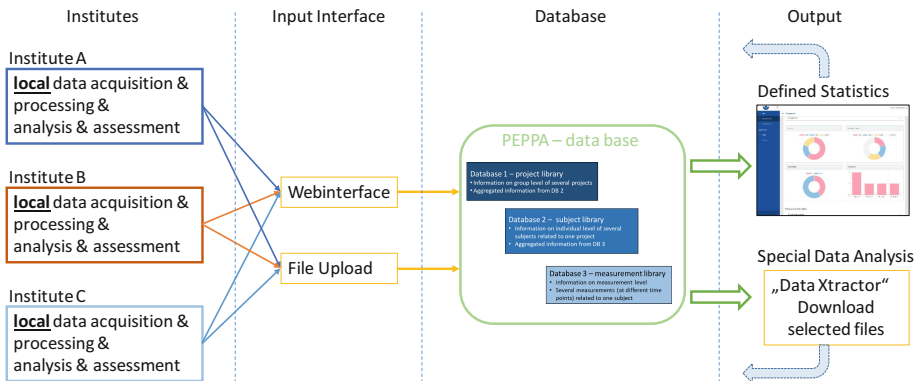 Institutes
Input Interface
Database
Output
Institute A
local data acquisition &
processing &
analysis & assessment
Institute B
local data acquisition &
processing &
analysis & assessment
Institute C
local data acquisition &
processing &
analysis & assessment
Webinterface
File Upload
PEPPA – data base
Database 1 – project library
• Information on group level of several projects
• Aggregated information from DB 2
Database 2 – subject library
• Information on individual level of several
subjects related to one project
• Aggregated information from DB 3
Database 3 – measurement library
• Information on measurement level
• Several measurements (at different time
points) related to one subject
Defined Statistics
Special Data Analysis
„Data Xtractor“
Download
selected files